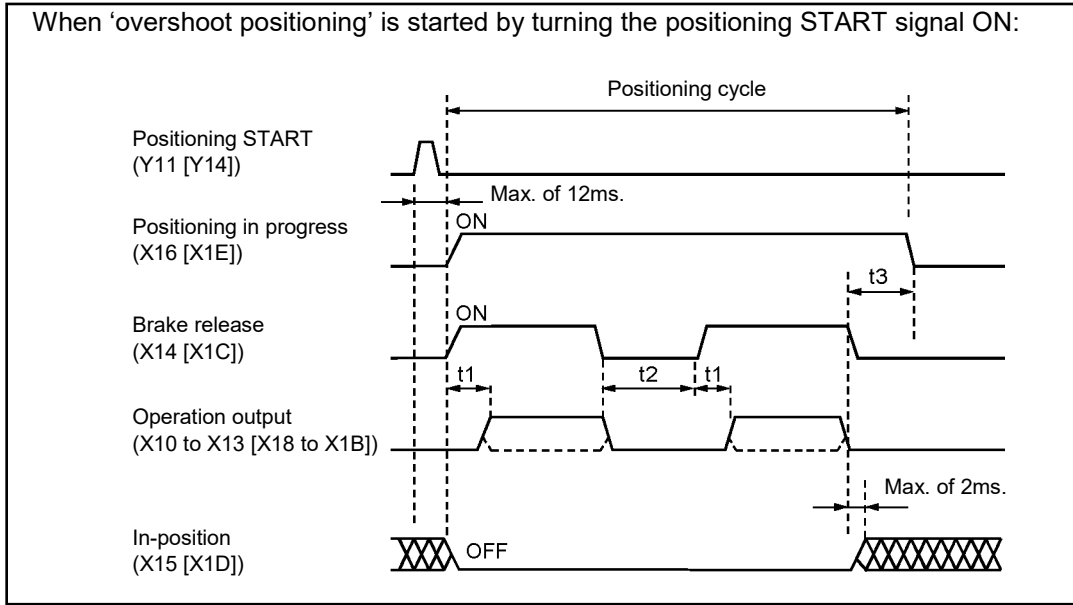 When ‘overshoot positioning’ is started by turning the positioning START signal ON:
Positioning cycle
Positioning START
(Y11 [Y14])
Max. of 12ms.
Positioning in progress
(X16 [X1E])
ON
t3
Brake release
(X14 [X1C])
ON
t1
t2
t1
Operation output
(X10 to X13 [X18 to X1B])
Max. of 2ms.
In-position
(X15 [X1D])
OFF